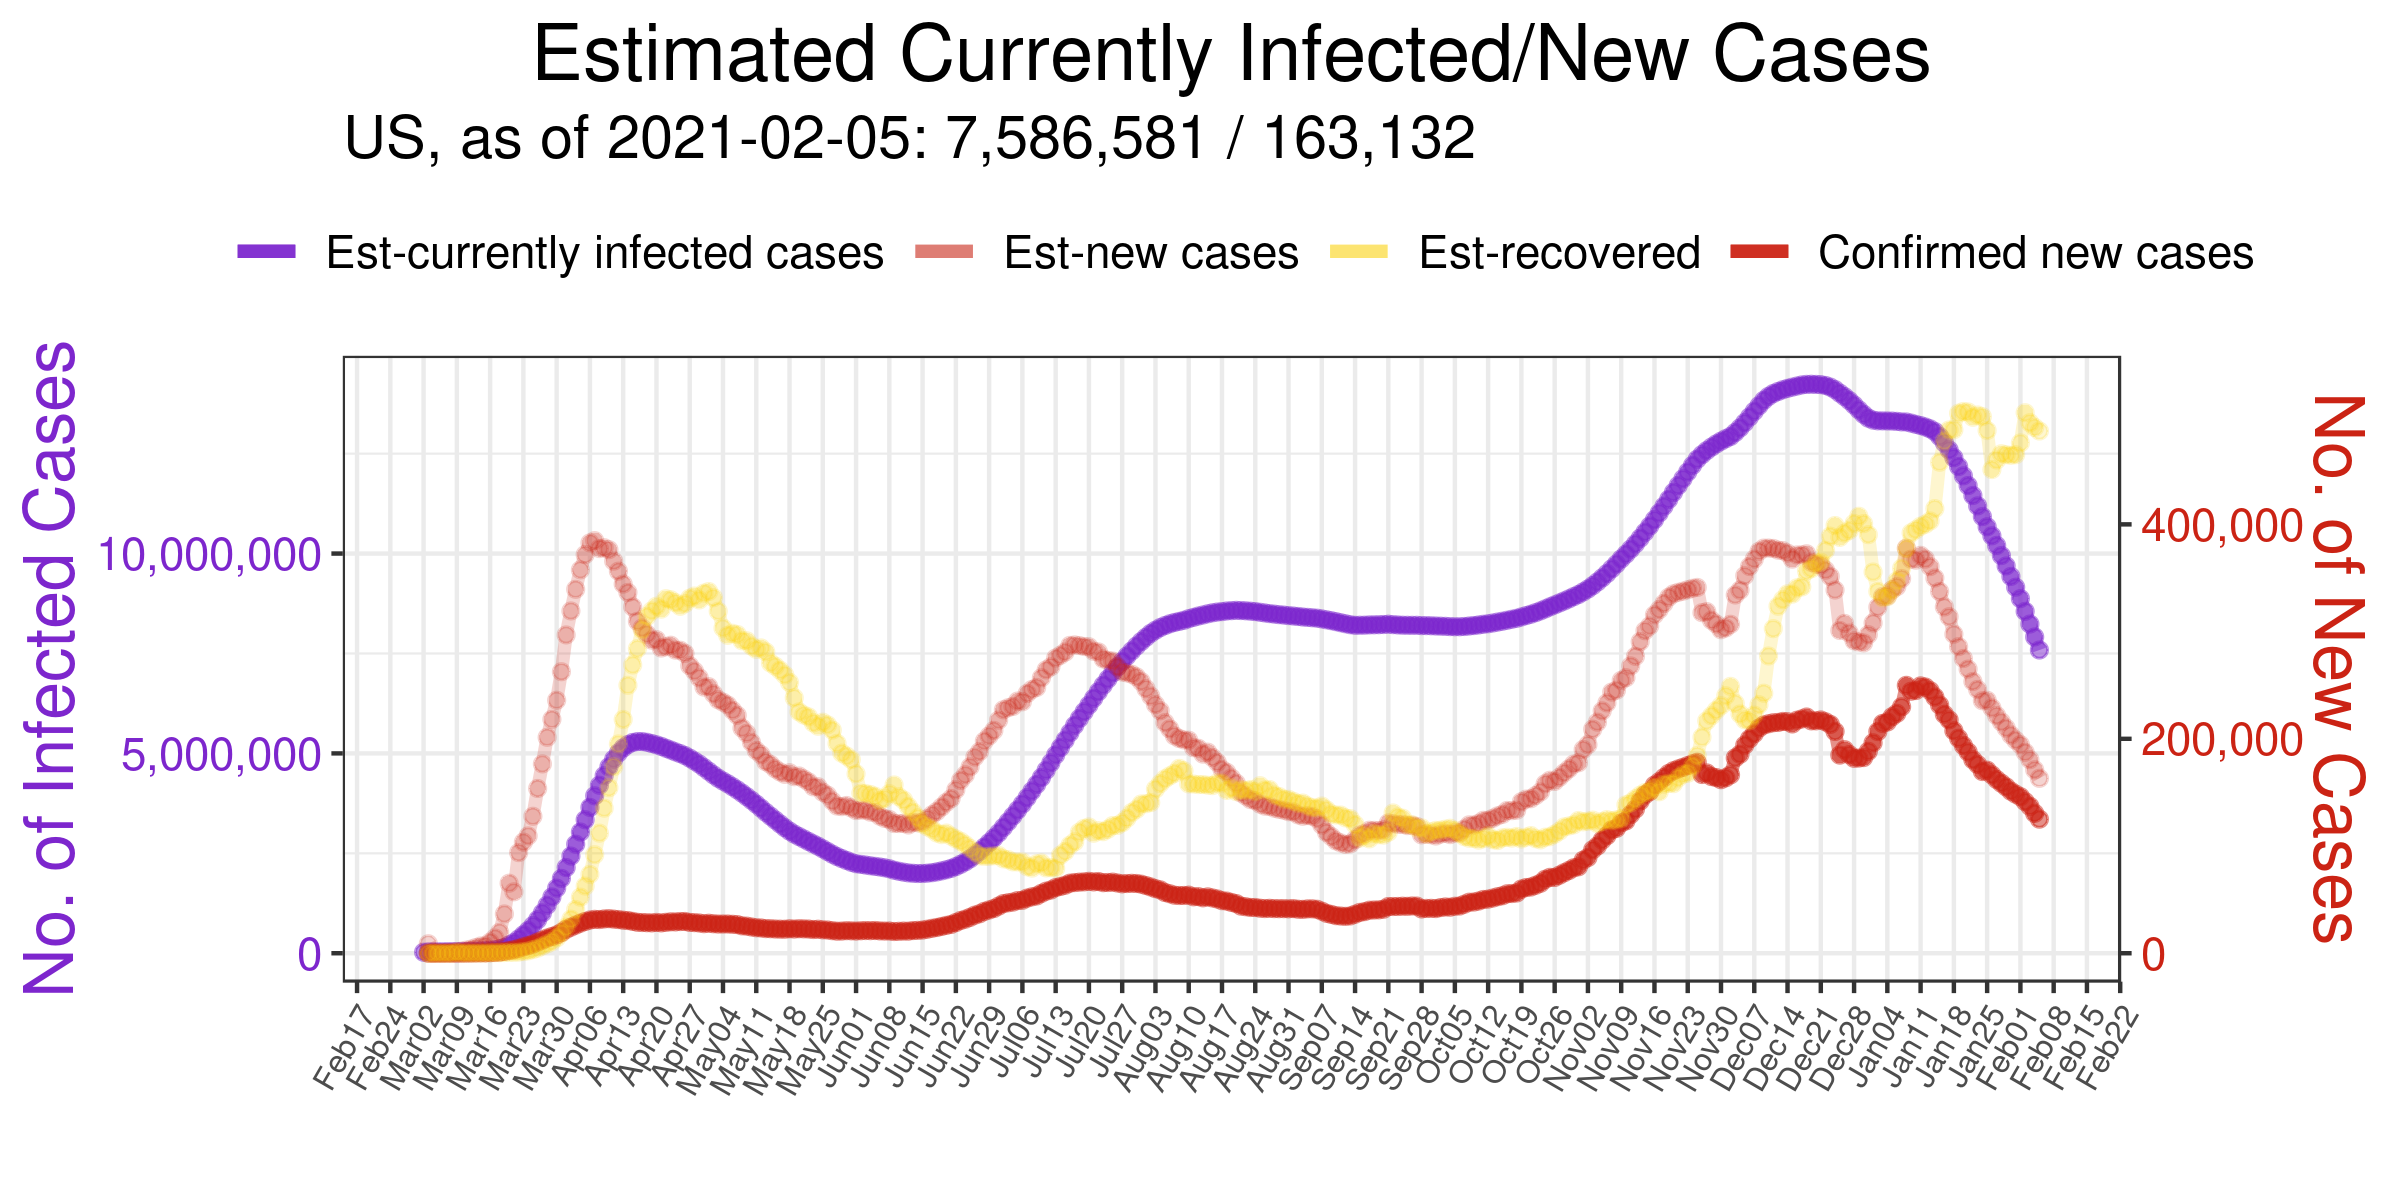 Estimated Currently Infected/New Cases
US, as of 2021-02-05: 7,586,581 / 163,132
Est-currently infected cases
Est-new cases
Est-recovered
Confirmed new cases
No. of Infected Cases
10,000,000
5,000,000
0
No. of New Cases
400,000
200,000
0
Feb17
Feb24
Mar02
Mar09
Mar16
Mar23
Mar30
Apr06
Apr13
Apr20
Apr27
May04
May11
May18
May25
Jun01
Jun08
Jun15
Jun22
Jun29
Jul06
Jul13
Jul20
Jul27
Aug03
Aug10
Aug17
Aug24
Aug31
Sep07
Sep14
Sep21
Sep28
Oct05
Oct12
Oct19
Oct26
Nov02
Nov09
Nov16
Nov23
Nov30
Dec07
Dec14
Dec21
Dec28
Jan04
Jan11
Jan18
Jan25
Feb01
Feb08
Feb15
Feb22